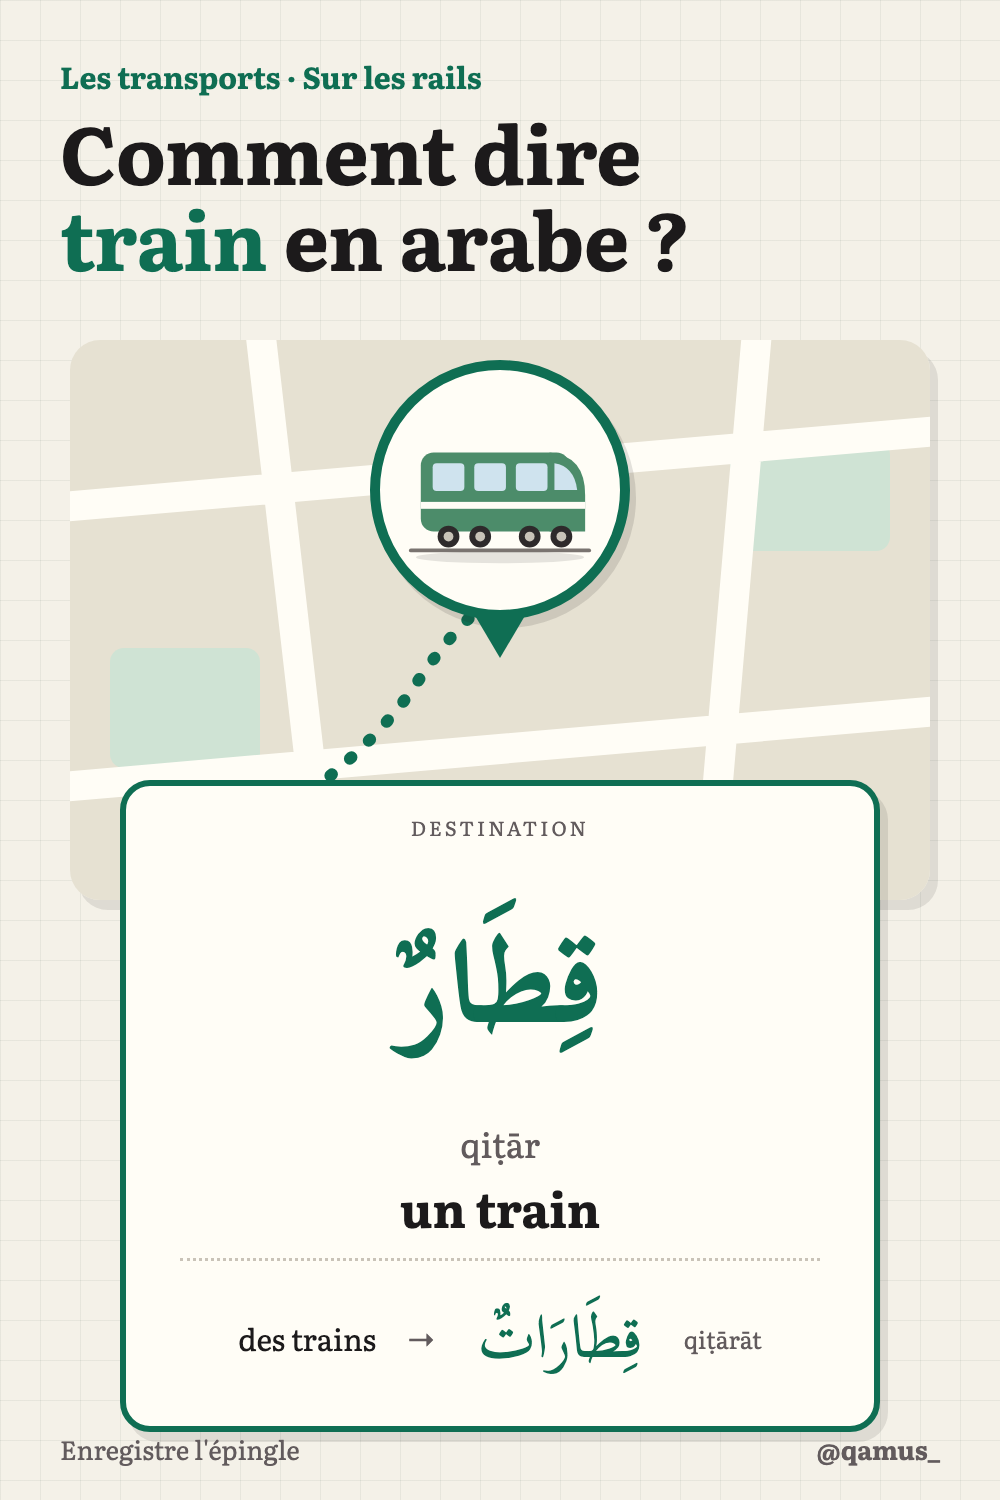 Les transports · Sur les rails
Comment dire
train en arabe ?
DESTINATION
قِطَارٌ
qiṭār
un train
des trains → قِطَارَاتٌ qiṭārāt
Enregistre l'épingle @qamus_